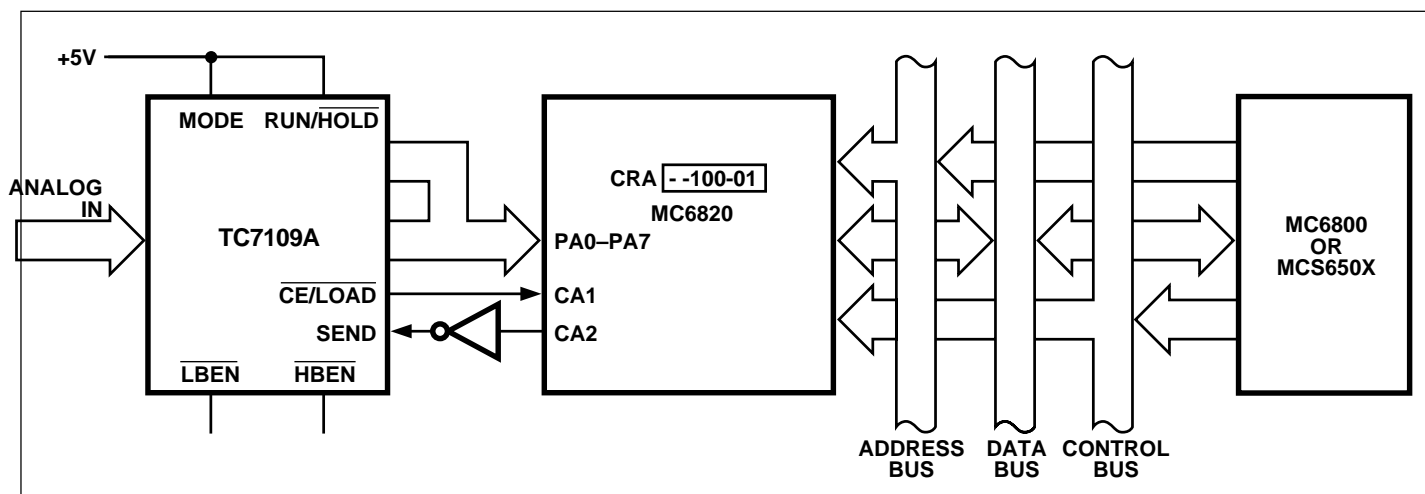 +5V
MODE RUN/HOLD
ANALOG
IN
TC7109A
CE/LOAD
SEND
LBEN HBEN
CRA - -100-01
MC6820
PA0–PA7
CA1
CA2
MC6800
OR
MCS650X
ADDRESS
BUS
DATA
BUS
CONTROL
BUS